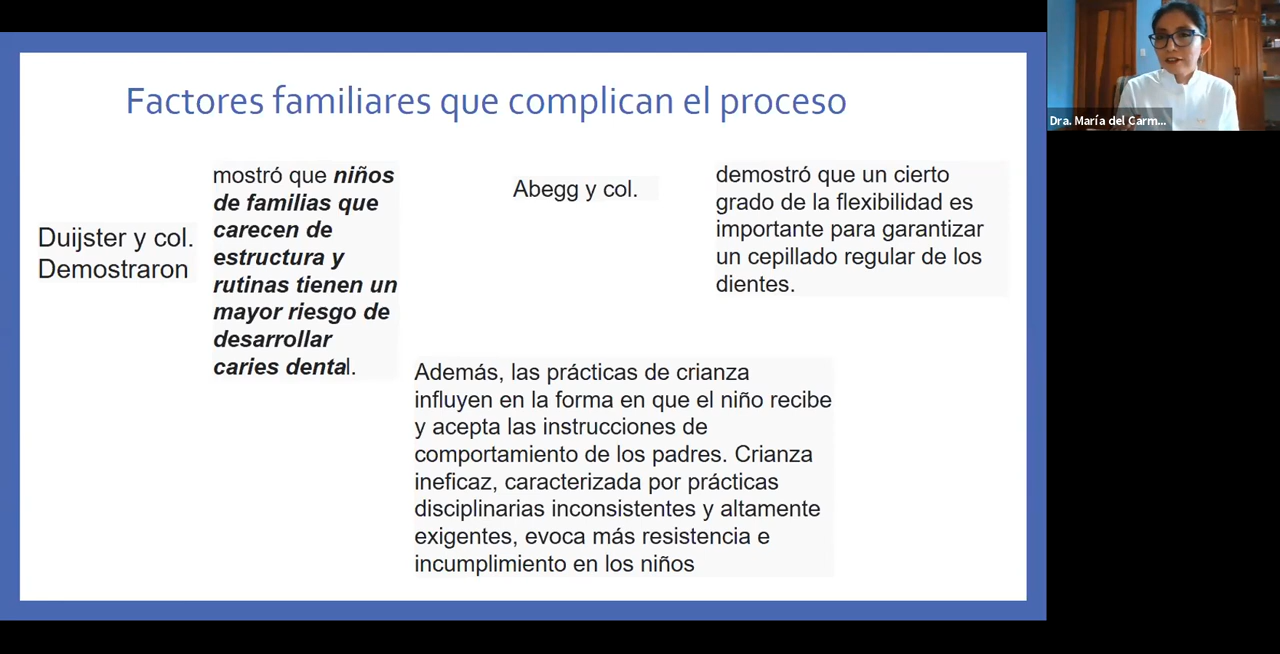 Factores familiares que complican el proceso
Duijster y col.
Demostraron
mostró que niños
de familias que
carecen de
estructura y
rutinas tienen un
mayor riesgo de
desarrollar
caries dental.
Abegg y col.
demostró que un cierto
grado de la flexibilidad es
importante para garantizar
un cepillado regular de los
dientes.
Además, las prácticas de crianza
influyen en la forma en que el niño recibe
y acepta las instrucciones de
comportamiento de los padres. Crianza
ineficaz, caracterizada por prácticas
disciplinarias inconsistentes y altamente
exigentes, evoca más resistencia e
incumplimiento en los niños
Dra. María del Carm...